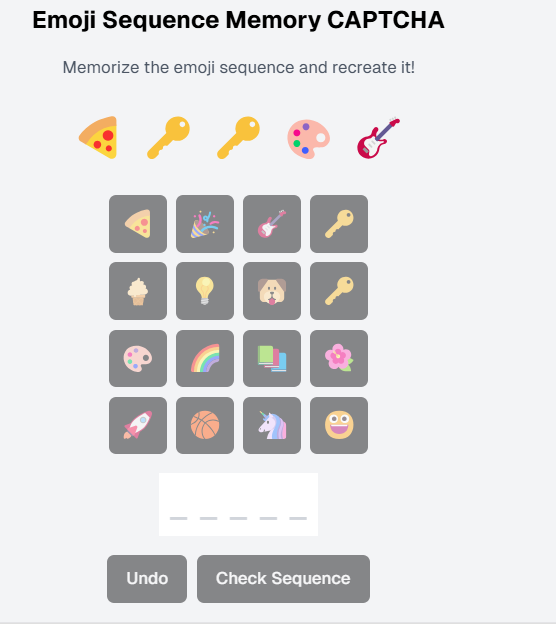 Emoji Sequence Memory CAPTCHA
Memorize the emoji sequence and recreate it!
Undo
Check Sequence